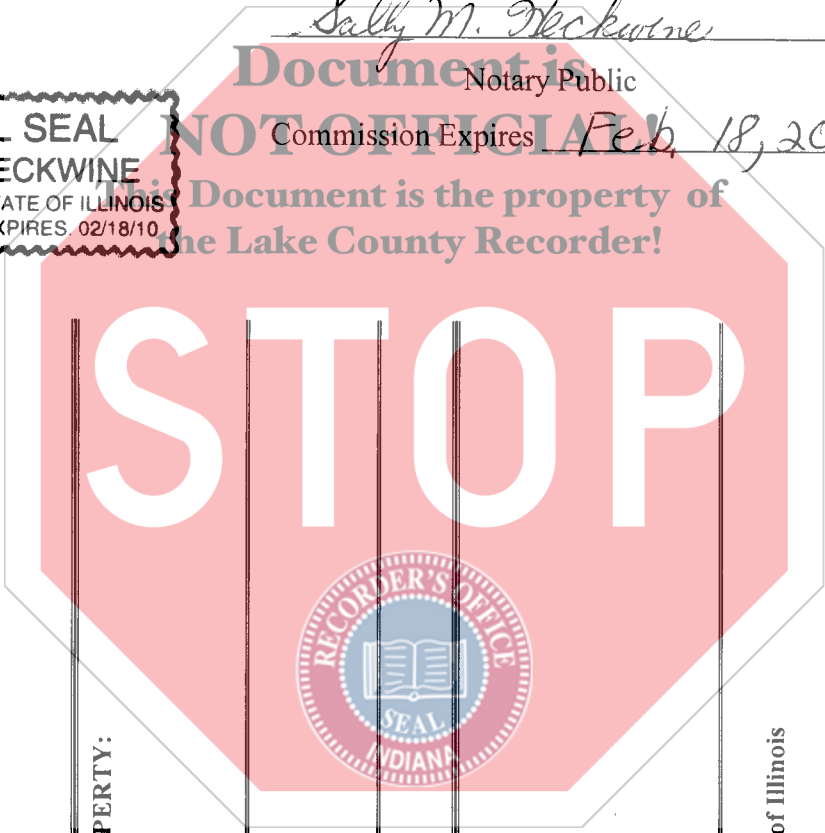 Sally M. Heckwine
Document is
Notary Public
L SEAL
NOT OFFICIAL!
Commission Expires Feb. 18, 20
ECKWINE
This Document is the property of
ATE OF ILLINOIS
XPIRES. 02/18/10
the Lake County Recorder!
STOP
RECORDER'S OFFICE
SEAL
INDIANA
PERTY:
of Illinois